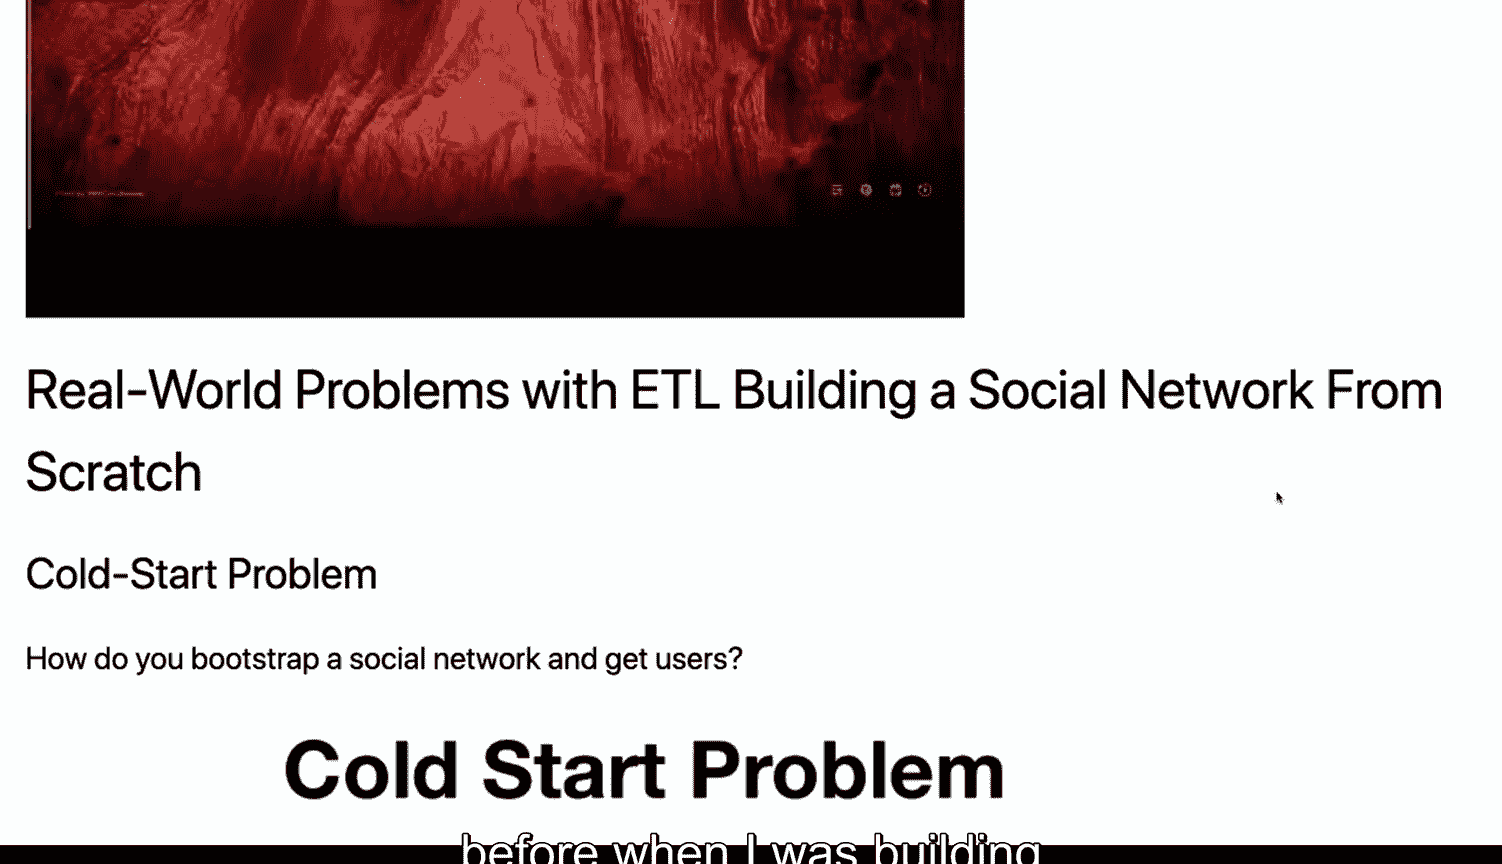 Real-World Problems with ETL Building a Social Network From
Scratch
Cold-Start Problem
How do you bootstrap a social network and get users?
Cold Start Problem
before when I was building